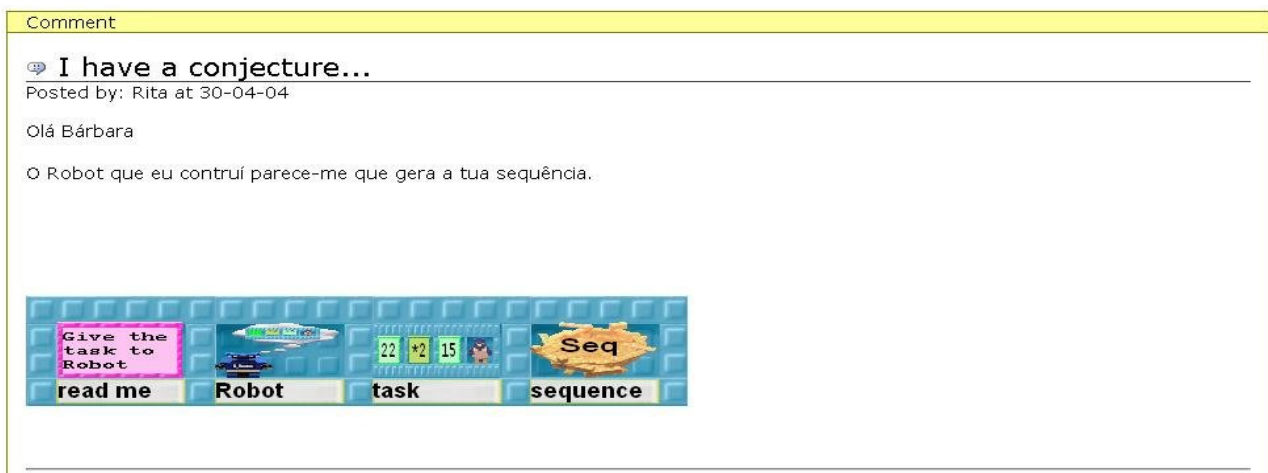 Comment
I have a conjecture...
Posted by: Rita at 30-04-04
Olá Bárbara
O Robot que eu contruí parece-me que gera a tua sequência.
Give the
task to
Robot
22 *2 15
Seq
read me Robot task sequence